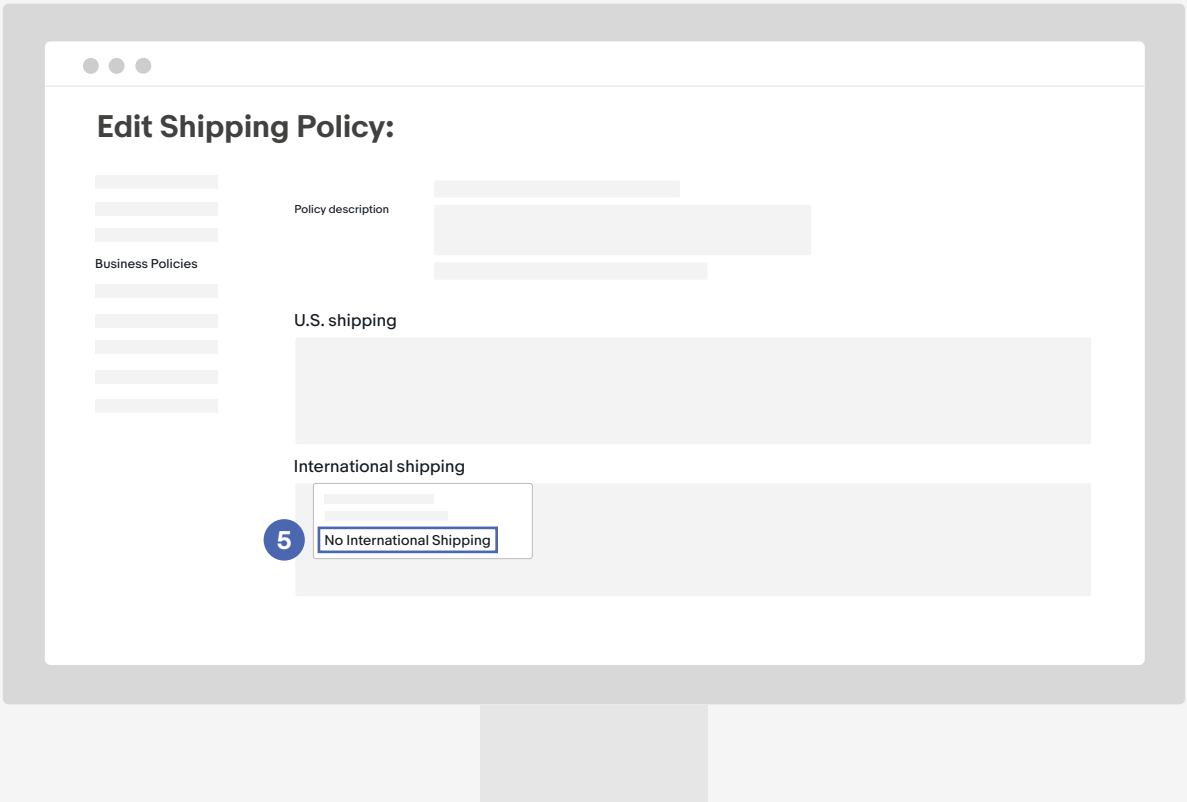 Edit Shipping Policy:
Policy description
Business Policies
U.S. shipping
International shipping
5
No International Shipping